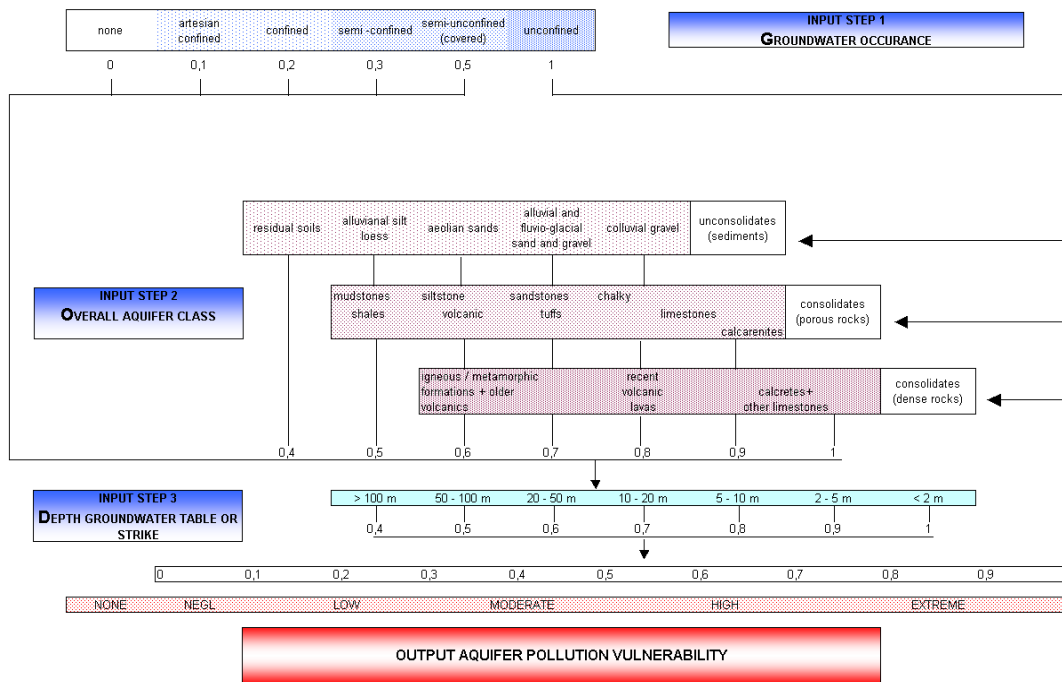 none
artesian
confined
confined
semi -confined
semi-unconfined
(covered)
unconfined
INPUT STEP 1
GROUNDWATER OCCURANCE
0
0,1
0,2
0,3
0,5
1
residual soils
alluvianal silt
loess
aeolian sands
alluvial and
fluvio-glacial
sand and gravel
colluvial gravel
unconsolidates
(sediments)
INPUT STEP 2
OVERALL AQUIFER CLASS
mudstones
shales
siltstone
volcanic
sandstones
tuffs
chalky
limestones
calcarenites
consolidates
(porous rocks)
igneous / metamorphic
formations + older
volcanics
recent
volcanic
lavas
calcretes+
other limestones
consolidates
(dense rocks)
0,4
0,5
0,6
0,7
0,8
0,9
1
INPUT STEP 3
DEPTH GROUNDWATER TABLE OR
STRIKE
> 100 m
50 - 100 m
20 - 50 m
10 - 20 m
5 - 10 m
2 - 5 m
< 2 m
0,4
0,5
0,6
0,7
0,8
0,9
1
0
0,1
0,2
0,3
0,4
0,5
0,6
0,7
0,8
0,9
NONE
NEGL
LOW
MODERATE
HIGH
EXTREME
OUTPUT AQUIFER POLLUTION VULNERABILITY